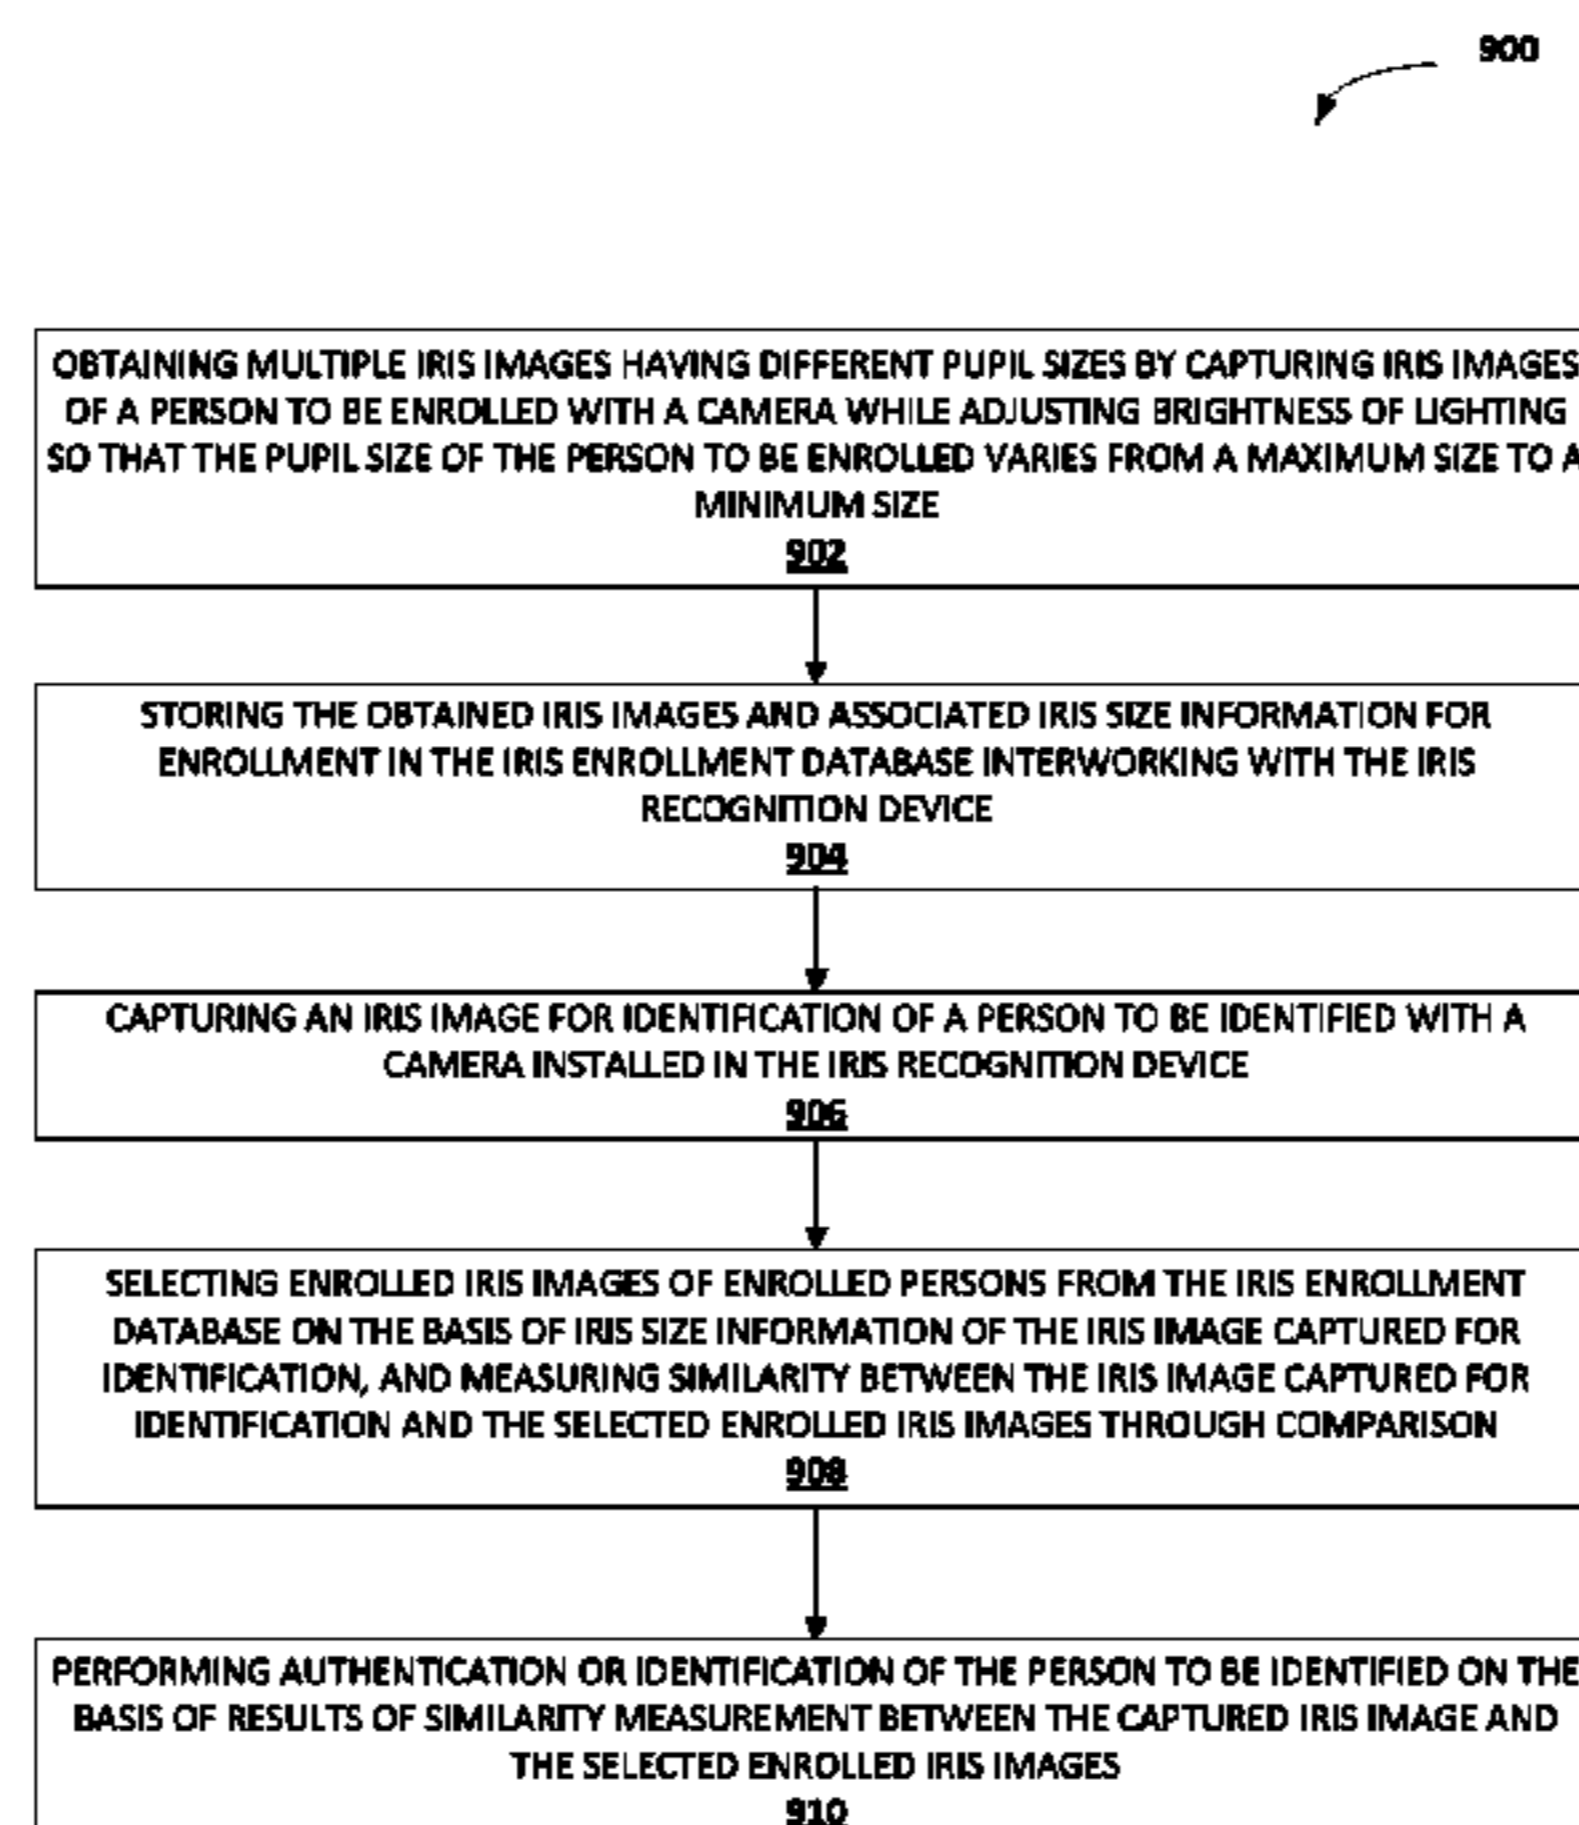 900
OBTAINING MULTIPLE IRIS IMAGES HAVING DIFFERENT PUPIL SIZES BY CAPTURING IRIS IMAGES
OF A PERSON TO BE ENROLLED WITH A CAMERA WHILE ADJUSTING BRIGHTNESS OF LIGHTING
SO THAT THE PUPIL SIZE OF THE PERSON TO BE ENROLLED VARIES FROM A MAXIMUM SIZE TO A
MINIMUM SIZE
902
STORING THE OBTAINED IRIS IMAGES AND ASSOCIATED IRIS SIZE INFORMATION FOR
ENROLLMENT IN THE IRIS ENROLLMENT DATABASE INTERWORKING WITH THE IRIS
RECOGNITION DEVICE
904
CAPTURING AN IRIS IMAGE FOR IDENTIFICATION OF A PERSON TO BE IDENTIFIED WITH A
CAMERA INSTALLED IN THE IRIS RECOGNITION DEVICE
906
SELECTING ENROLLED IRIS IMAGES OF ENROLLED PERSONS FROM THE IRIS ENROLLMENT
DATABASE ON THE BASIS OF IRIS SIZE INFORMATION OF THE IRIS IMAGE CAPTURED FOR
IDENTIFICATION, AND MEASURING SIMILARITY BETWEEN THE IRIS IMAGE CAPTURED FOR
IDENTIFICATION AND THE SELECTED ENROLLED IRIS IMAGES THROUGH COMPARISON
908
PERFORMING AUTHENTICATION OR IDENTIFICATION OF THE PERSON TO BE IDENTIFIED ON THE
BASIS OF RESULTS OF SIMILARITY MEASUREMENT BETWEEN THE CAPTURED IRIS IMAGE AND
THE SELECTED ENROLLED IRIS IMAGES
910